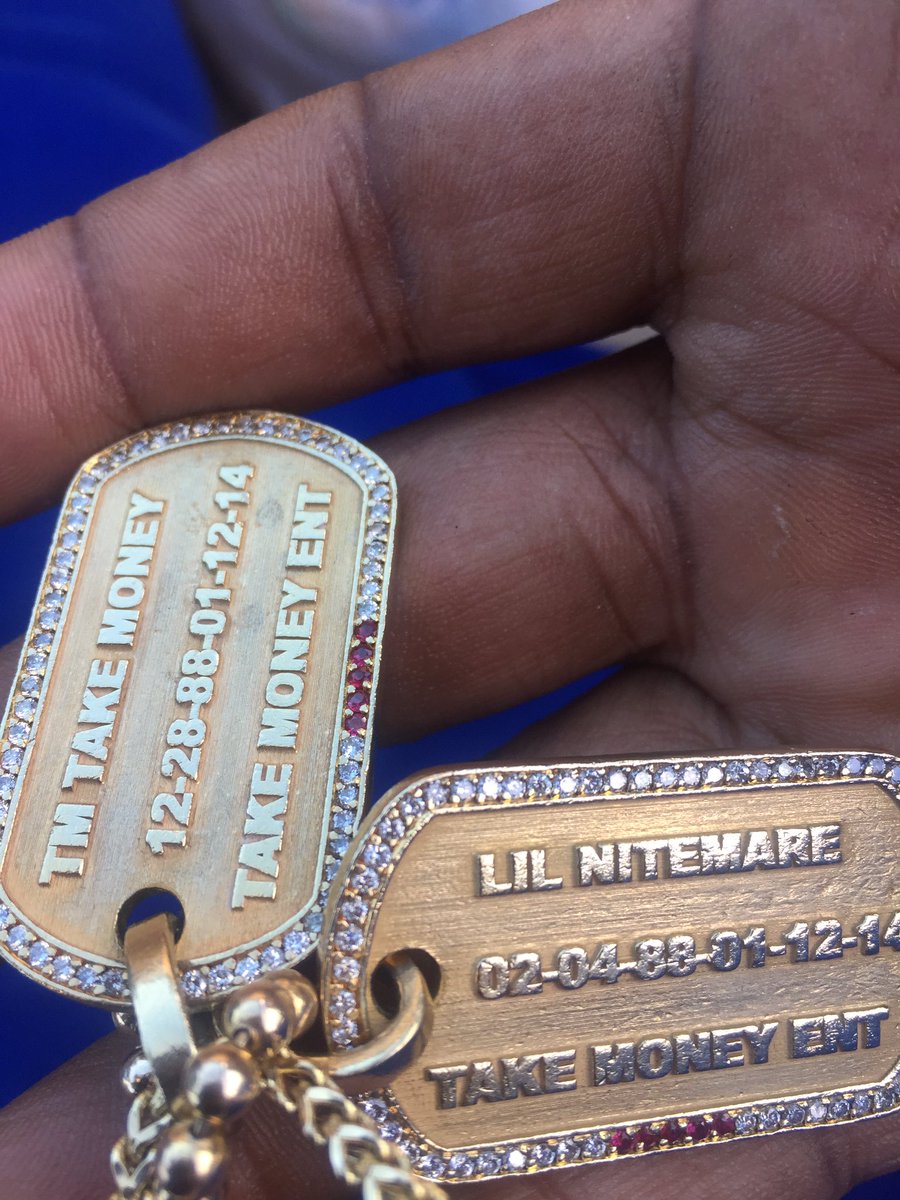 TM TAKE MONEY
12-28-88-01-12-14
TAKE MONEY ENT
LIL NITEMARE
02-04-88-01-12-14
TAKE MONEY ENT